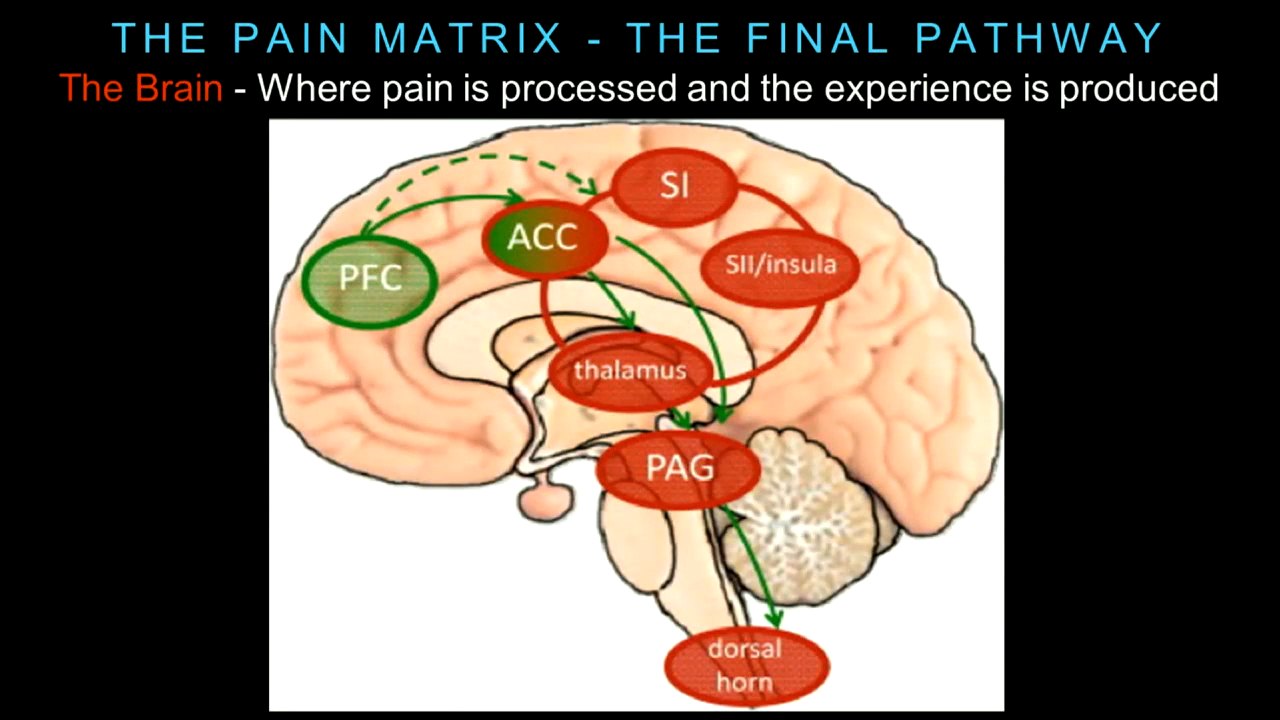 THE PAIN MATRIX - THE FINAL PATHWAY
The Brain - Where pain is processed and the experience is produced
SI
ACC
SII/insula
PFC
thalamus
PAG
dorsal
horn